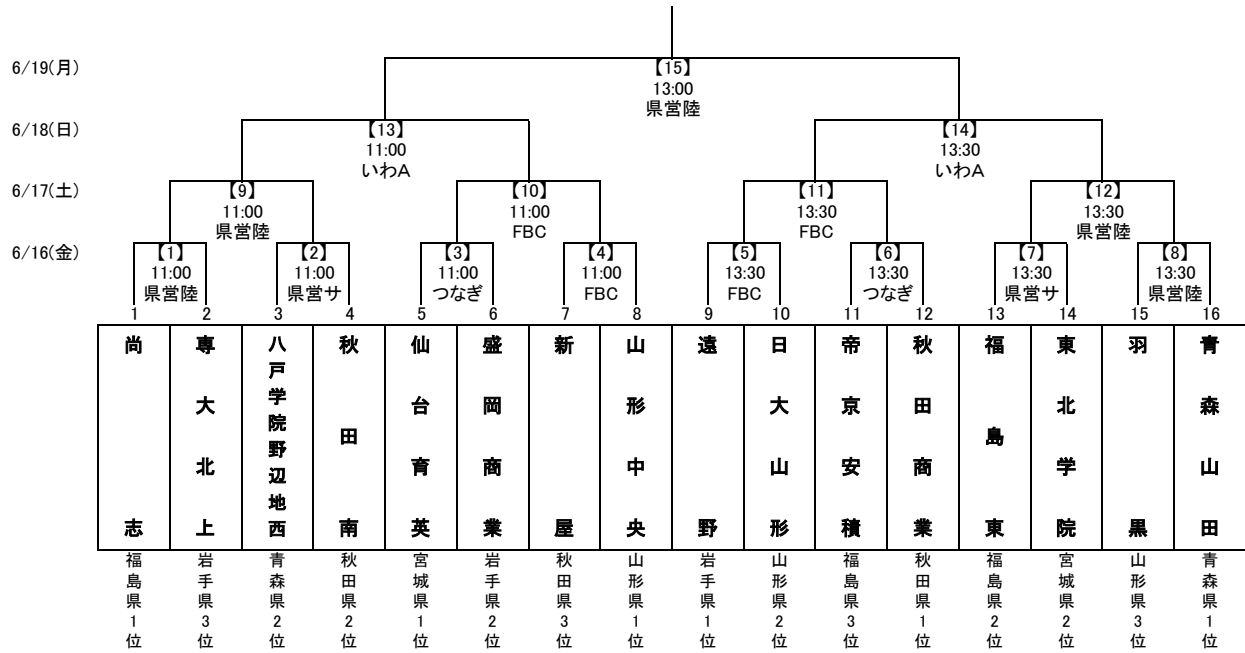 6/19(月)
【15】
13:00
県営陸
6/18(日)
【13】
11:00
いわA
【14】
13:30
いわA
6/17(土)
【9】
11:00
県営陸
【10】
11:00
FBC
【11】
13:30
FBC
【12】
13:30
県営陸
6/16(金)
【1】
11:00
県営陸
【2】
11:00
県営サ
【3】
11:00
つなぎ
【4】
11:00
FBC
【5】
13:30
FBC
【6】
13:30
つなぎ
【7】
13:30
県営サ
【8】
13:30
県営陸
1 2 3 4 5 6 7 8 9 10 11 12 13 14 15 16
尚志
専大北上
八戸学院野辺地西
秋田南
仙台育英
盛岡商業
新屋
山形中央
遠野
日大山形
帝京安積
秋田商業
福島東
東北学院
羽黒
青森山田
福島県1位
岩手県3位
青森県2位
秋田県2位
宮城県1位
岩手県2位
秋田県3位
山形県1位
岩手県1位
山形県2位
福島県3位
秋田県1位
福島県2位
宮城県2位
山形県3位
青森県1位